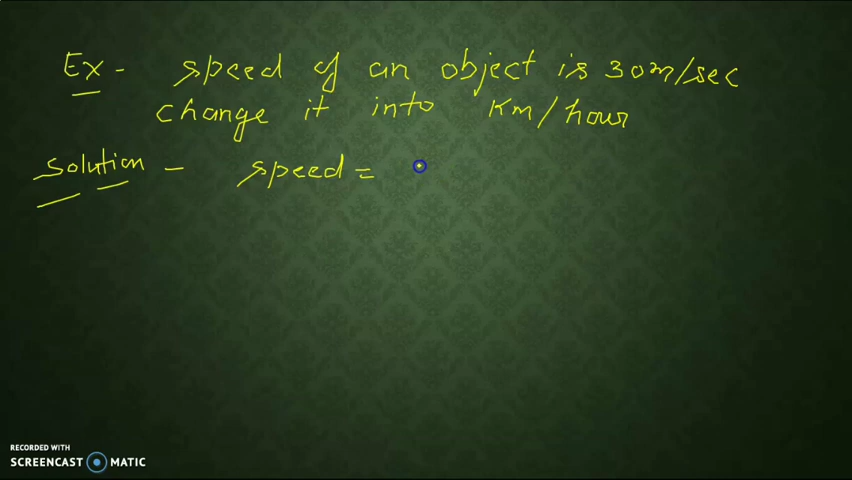 Ex - speed of an object is 30m/sec
change it into Km/hour
solution - speed =
RECORDED WITH
SCREENCAST MATIC